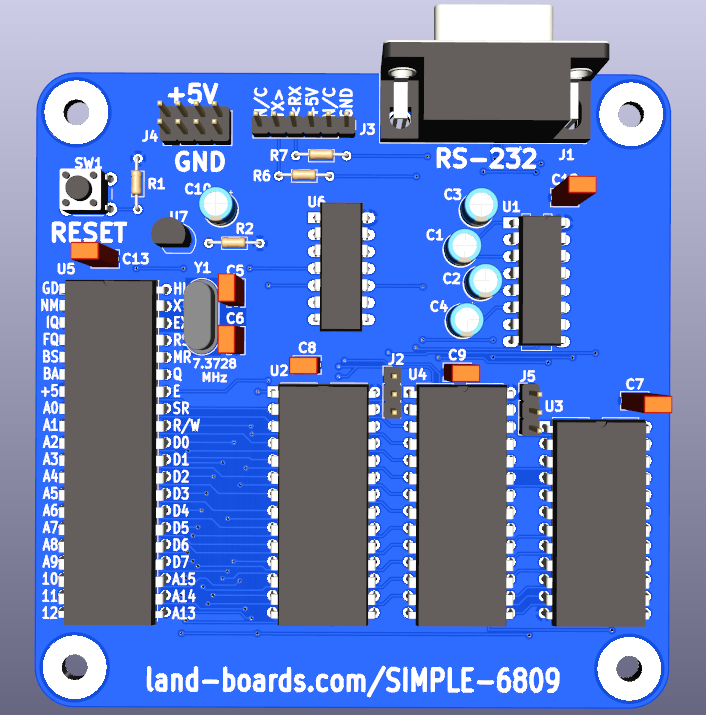 +5V
N/C
TX>
<RX
+5V
N/C
GND
J4
J3
GND
RS-232
J1
SW1
R7
R6
R1
C10
C3
U6
U1
U7
R2
RESET
C1
U5
C13
Y1
C5
C2
C4
C6
7.3728
MHz
GD
NM
IQ
FQ
BS
BA
+5
A0
A1
A2
A3
A4
A5
A6
A7
A8
A9
10
11
12
MR
Q
E
SR
R/W
D0
D1
D2
D3
D4
D5
D6
D7
A15
A14
A13
C8
U2
J2
C9
U4
J5
U3
C7
land-boards.com/SIMPLE-6809